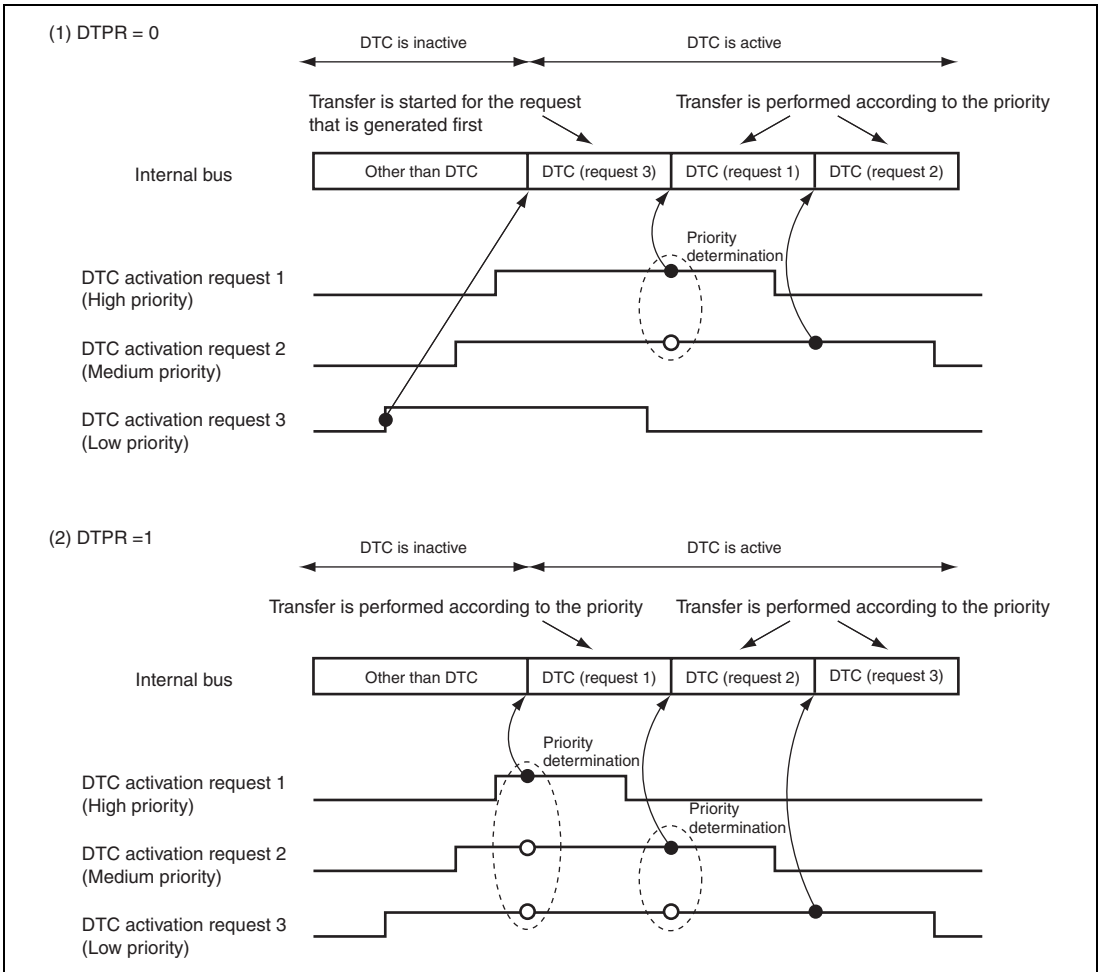 (1) DTPR = 0
DTC is inactive
DTC is active
Transfer is started for the request
that is generated first
Transfer is performed according to the priority
Internal bus
Other than DTC
DTC (request 3)
DTC (request 1)
DTC (request 2)
Priority
determination
DTC activation request 1
(High priority)
DTC activation request 2
(Medium priority)
DTC activation request 3
(Low priority)
(2) DTPR =1
DTC is inactive
DTC is active
Transfer is performed according to the priority
Transfer is performed according to the priority
Internal bus
Other than DTC
DTC (request 1)
DTC (request 2)
DTC (request 3)
Priority
determination
DTC activation request 1
(High priority)
Priority
determination
DTC activation request 2
(Medium priority)
DTC activation request 3
(Low priority)